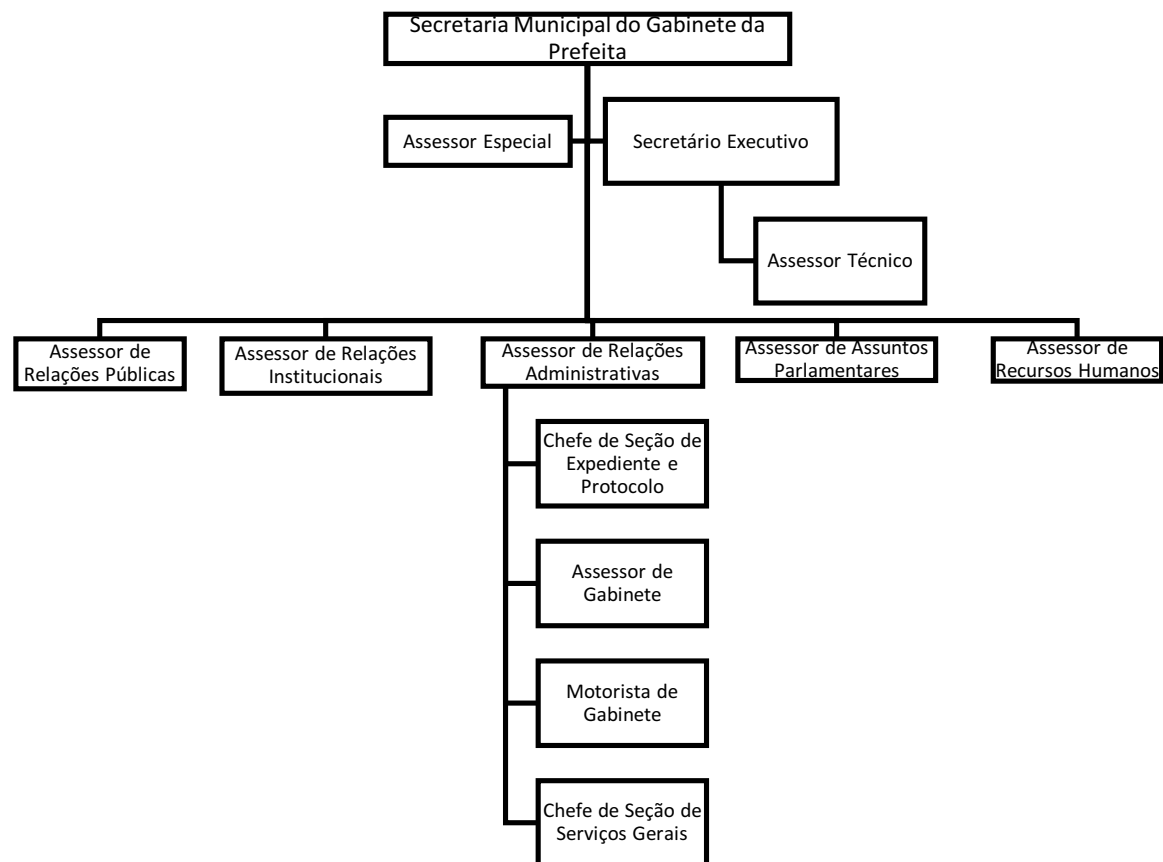 Secretaria Municipal do Gabinete da
Prefeita
Assessor Especial
Secretário Executivo
Assessor Técnico
Assessor de
Relações Públicas
Assessor de Relações
Institucionais
Assessor de Relações
Administrativas
Assessor de Assuntos
Parlamentares
Assessor de
Recursos Humanos
Chefe de Seção de
Expediente e
Protocolo
Assessor de
Gabinete
Motorista de
Gabinete
Chefe de Seção de
Serviços Gerais